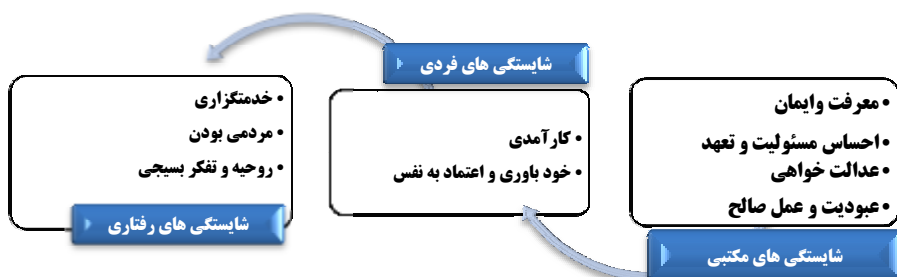 • معرفت وایمان
• احساس مسئولیت و تعهد
• عدالت خواهی
• عبودیت و عمل صالح
شایستگی های مکتبی
شایستگی های فردی
• کارآمدی
• خود باوری و اعتماد به نفس
• خدمتگزاری
• مردمی بودن
• روحیه و تفکر بسیجی
شایستگی های رفتاری